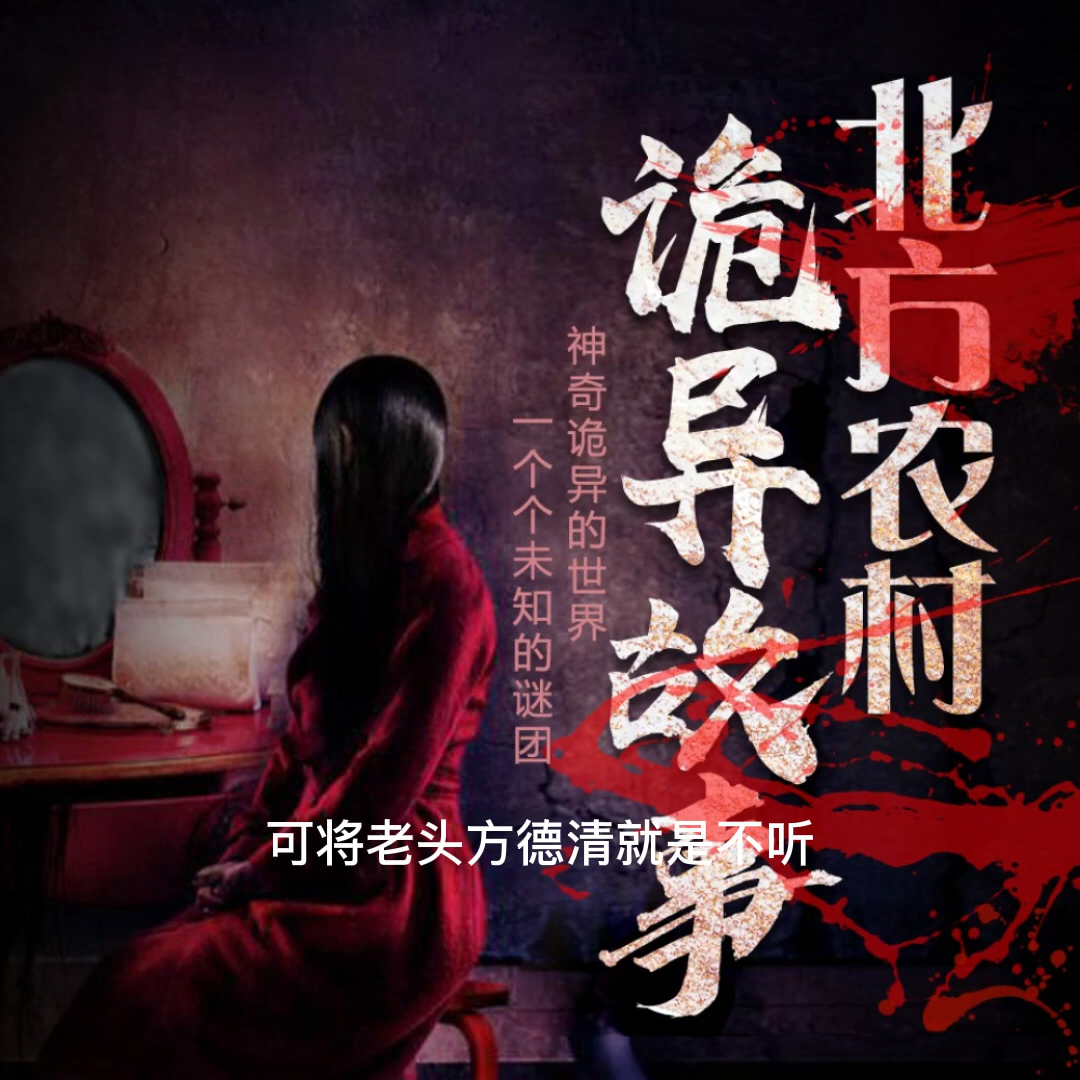 北方农村
诡异故事
神奇诡异的世界
一个个未知的谜团
可将老头方德清就是不听